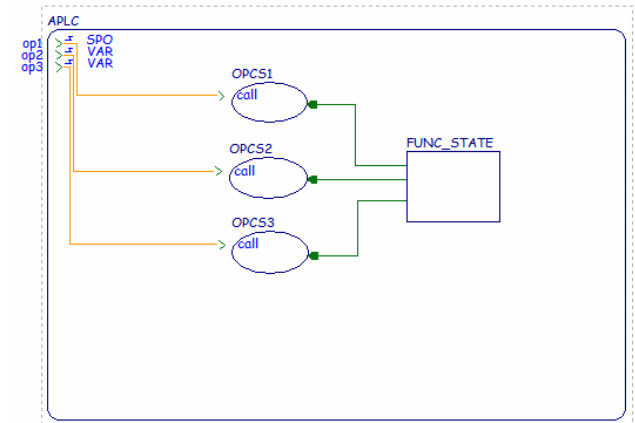 APLC
op1 SPO
op2 VAR
op3 VAR
OPCS1
call
FUNC_STATE
OPCS2
call
OPCS3
call